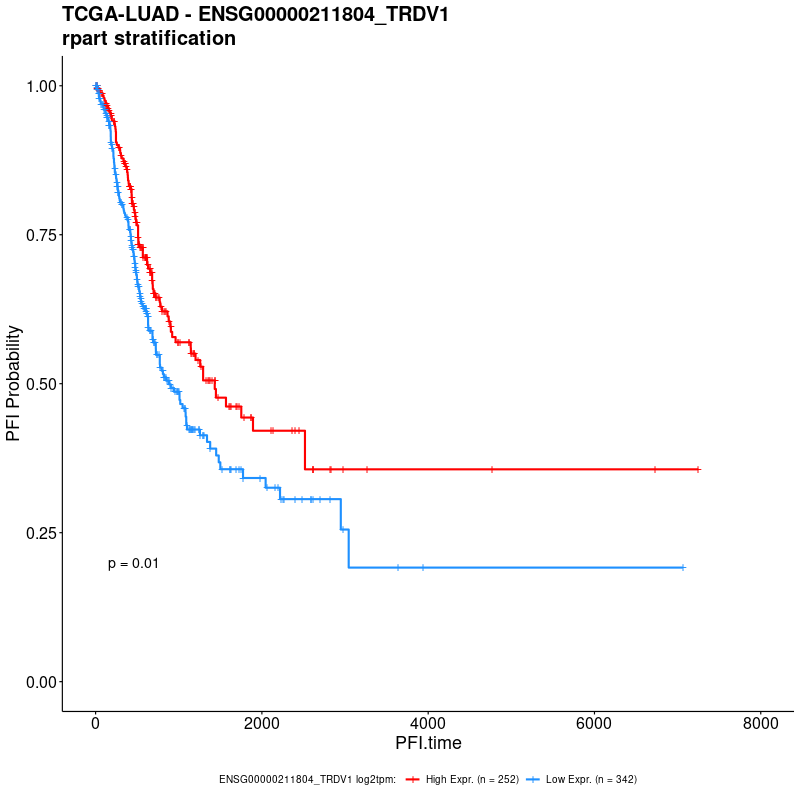 TCGA-LUAD - ENSG00000211804_TRDV1
rpart stratification
1.00
0.75
0.50
0.25
0.00
PFI Probability
p = 0.01
0 2000 4000 6000 8000
PFI.time
ENSG00000211804_TRDV1 log2tpm: High Expr. (n = 252) Low Expr. (n = 342)